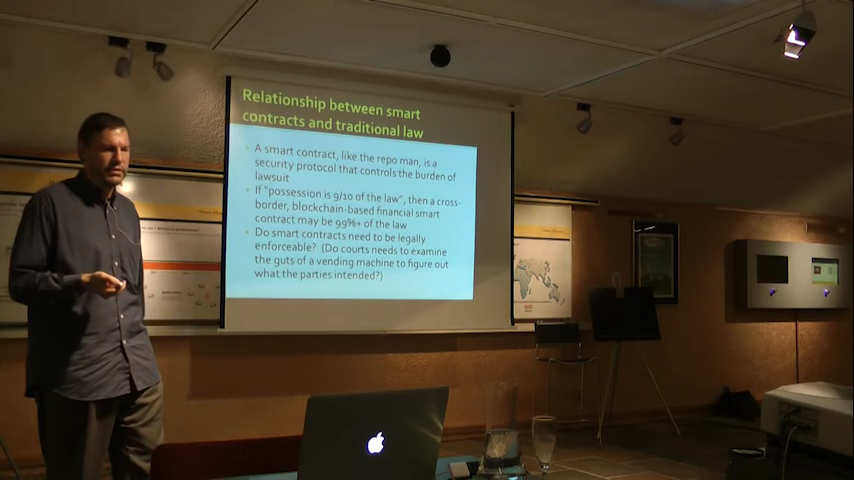 Relationship between smart
contracts and traditional law
A smart contract, like the repo man, is a
security protocol that controls the burden of
lawsuit
If "possession is 9/10 of the law", then a cross-
border, blockchain-based financial smart
contract may be 99%+ of the law
Do smart contracts need to be legally
enforceable? (Do courts needs to examine
the guts of a vending machine to figure out
what the parties intended?)